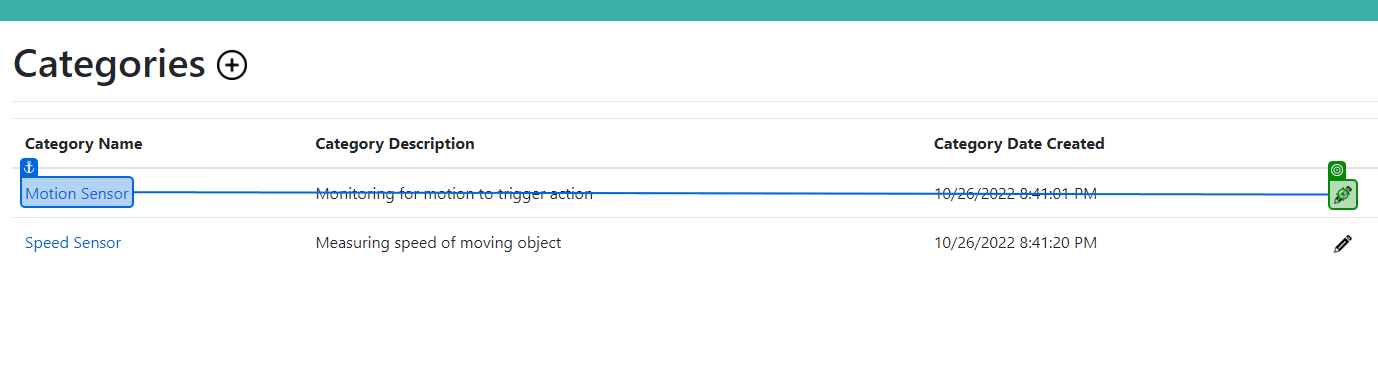 Categories
Category Name Category Description Category Date Created
Motion Sensor Monitoring for motion to trigger action 10/26/2022 8:41:01 PM
Speed Sensor Measuring speed of moving object 10/26/2022 8:41:20 PM